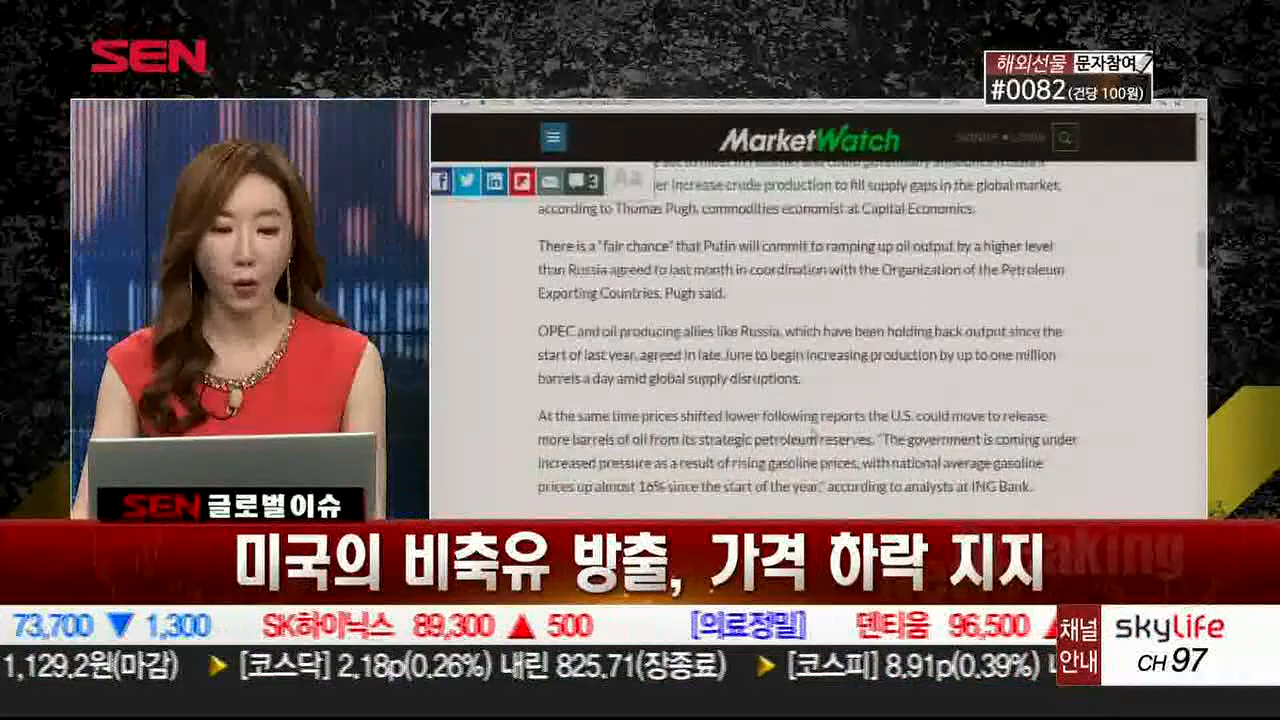 SEN
해외선물 문자참여
#0082(건당 100원)
MarketWatch
SIGNUP • LOGIN
3
Aa
er increase crude production to fill supply gaps in the global market,
according to Thomas Pugh, commodities economist at Capital Economics.
There is a "fair chance" that Putin will commit to ramping up oil output by a higher level
than Russia agreed to last month in coordination with the Organization of the Petroleum
Exporting Countries, Pugh said.
OPEC and oil producing allies like Russia, which have been holding back output since the
start of last year, agreed in late June to begin increasing production by up to one million
barrels a day amid global supply disruptions.
At the same time prices shifted lower following reports the U.S. could move to release
more barrels of oil from its strategic petroleum reserves. "The government is coming under
increased pressure as a result of rising gasoline prices, with national average gasoline
prices up almost 16% since the start of the year," according to analysts at ING Bank.
SEN 글로벌이슈
미국의 비축유 방출, 가격 하락 지지
73,700 ▼ 1,300 SK하이닉스 89,300 ▲ 500 [의료정밀] 덴티움 96,500 ▲
채널안내
skylife
CH 97
1,129.2원(마감) ▶ [코스닥] 2.18p(0.26%) 내린 825.71(장종료) ▶ [코스피] 8.91p(0.39%)